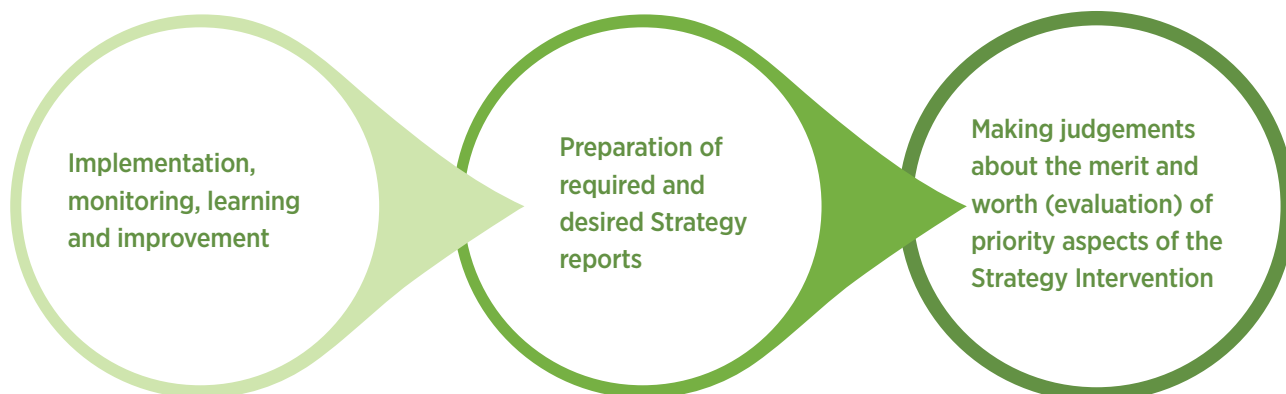 Implementation,
monitoring, learning
and improvement
Preparation of
required and
desired Strategy
reports
Making judgements
about the merit and
worth (evaluation) of
priority aspects of the
Strategy Intervention